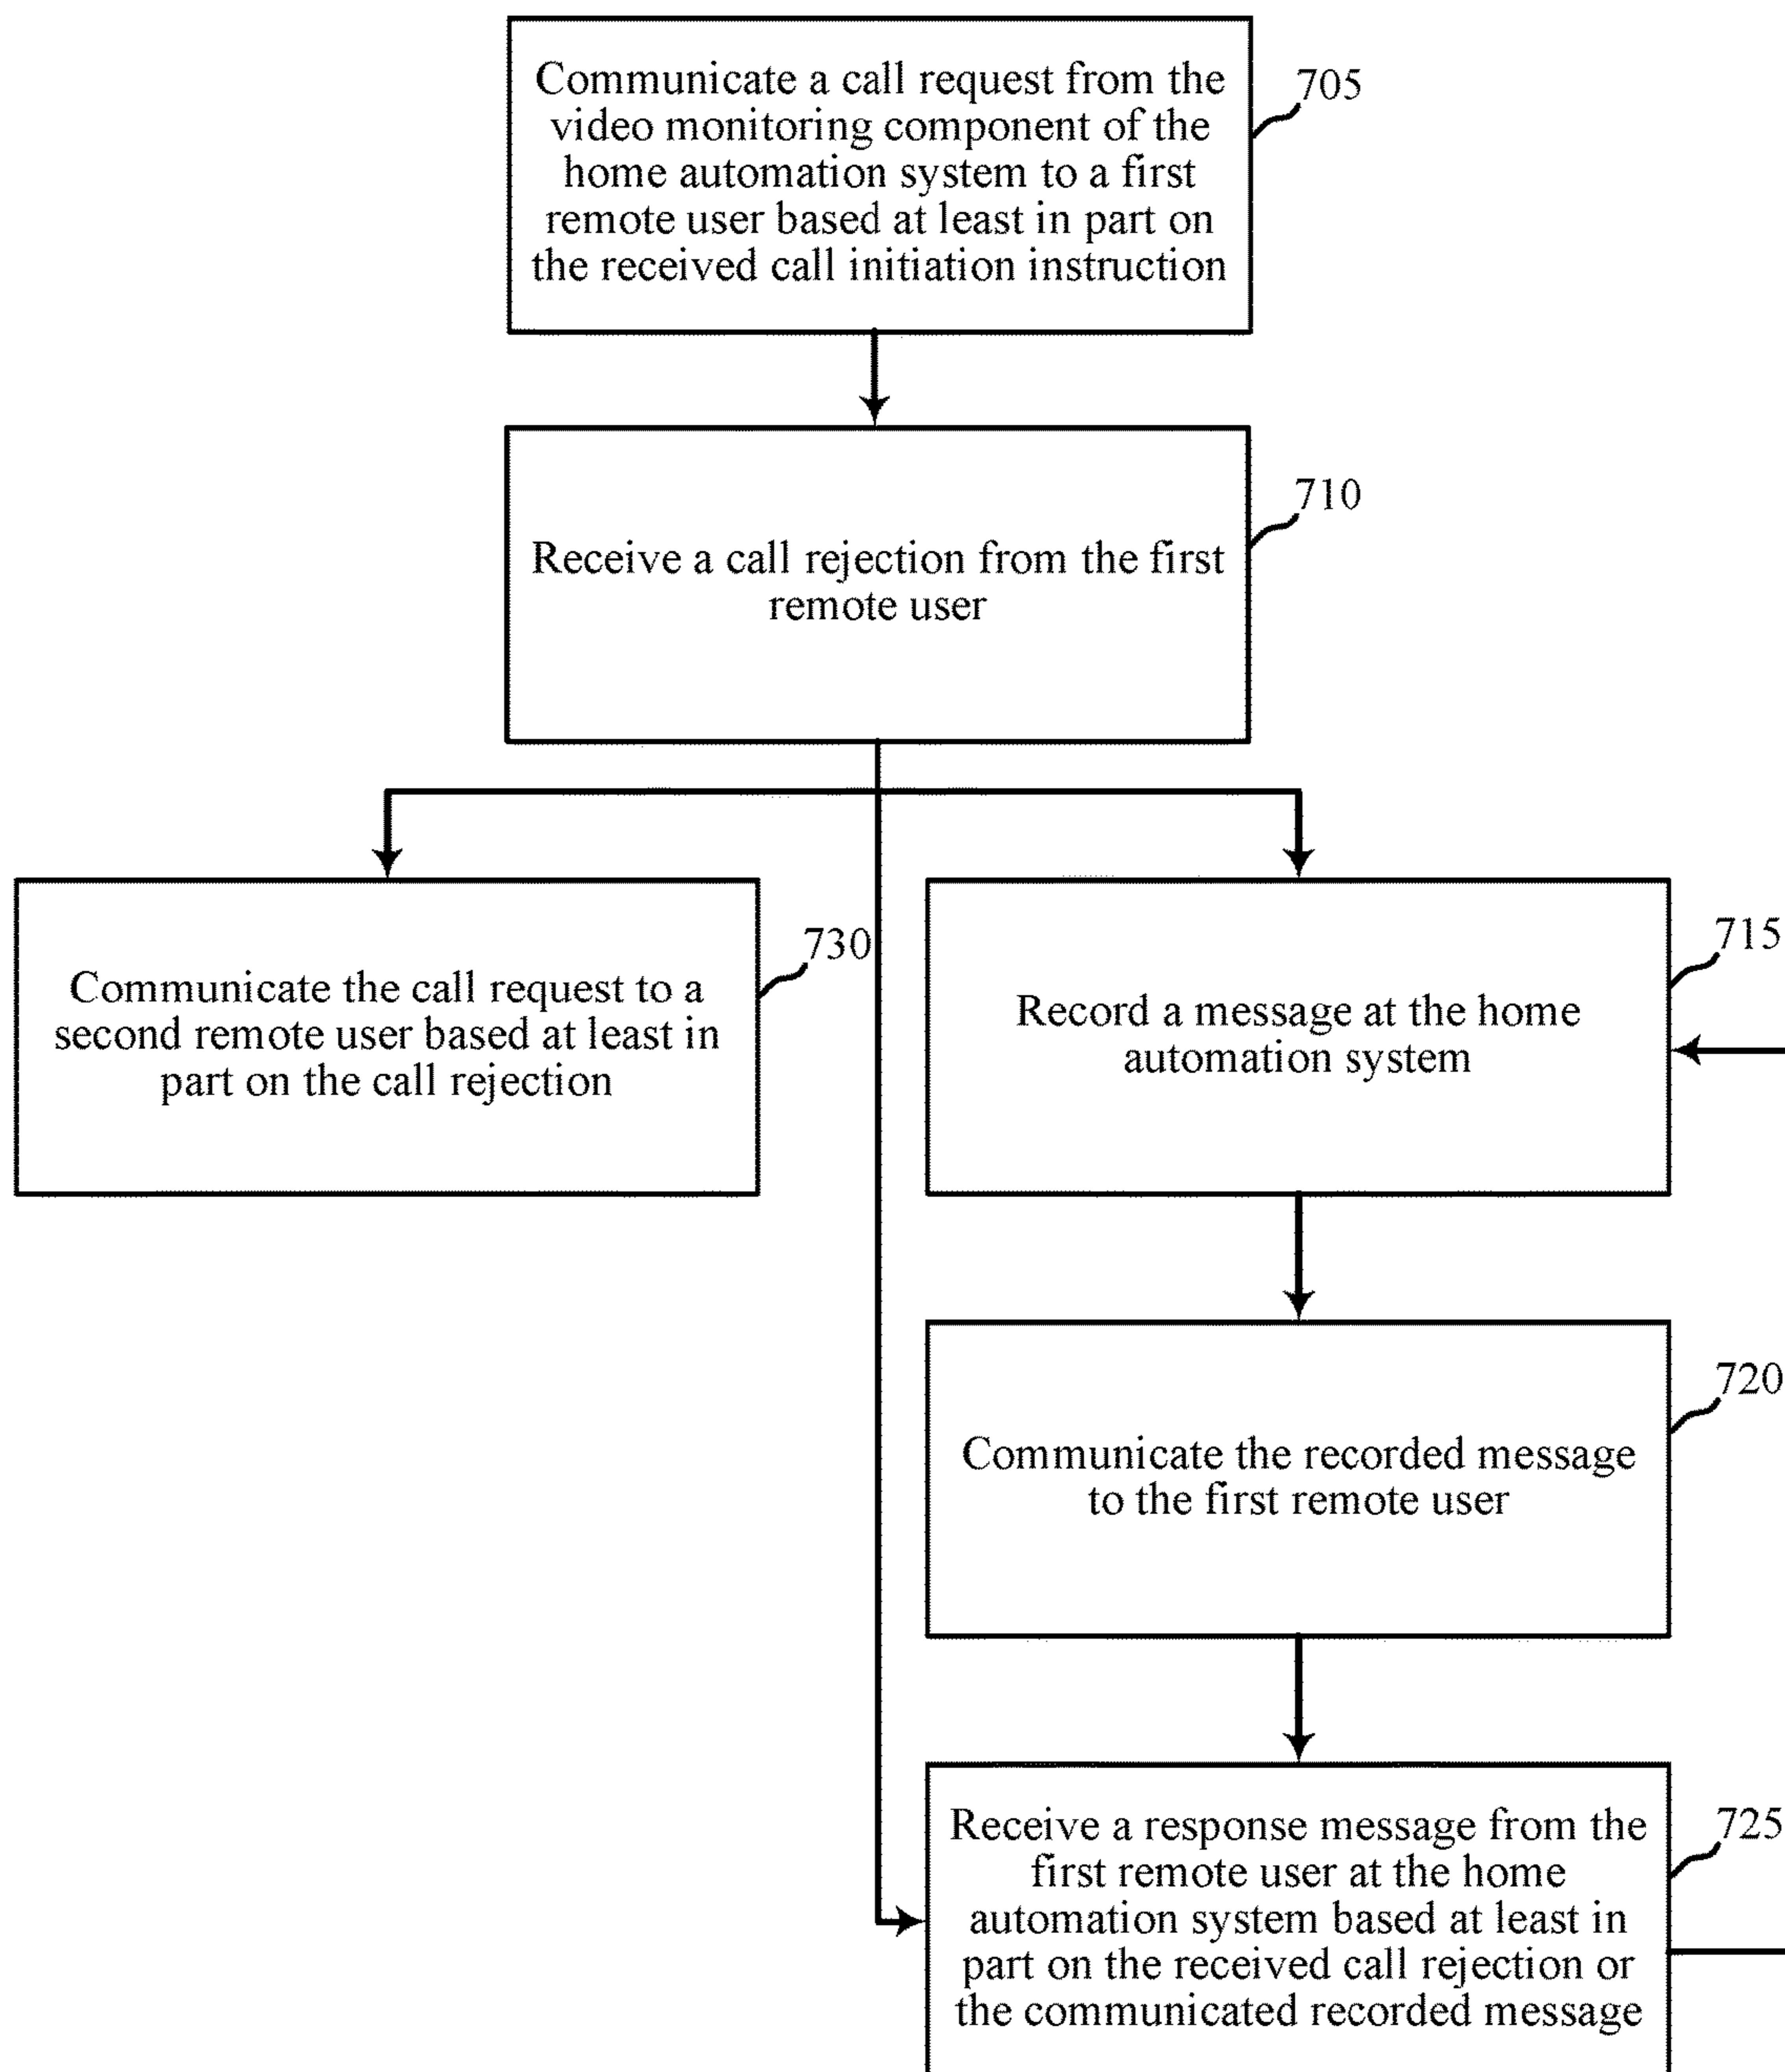 Communicate a call request from the
video monitoring component of the
home automation system to a first
remote user based at least in part on
the received call initiation instruction
705
Receive a call rejection from the first
remote user
710
Communicate the call request to a
second remote user based at least in
part on the call rejection
730
Record a message at the home
automation system
715
Communicate the recorded message
to the first remote user
720
Receive a response message from the
first remote user at the home
automation system based at least in
part on the received call rejection or
the communicated recorded message
725